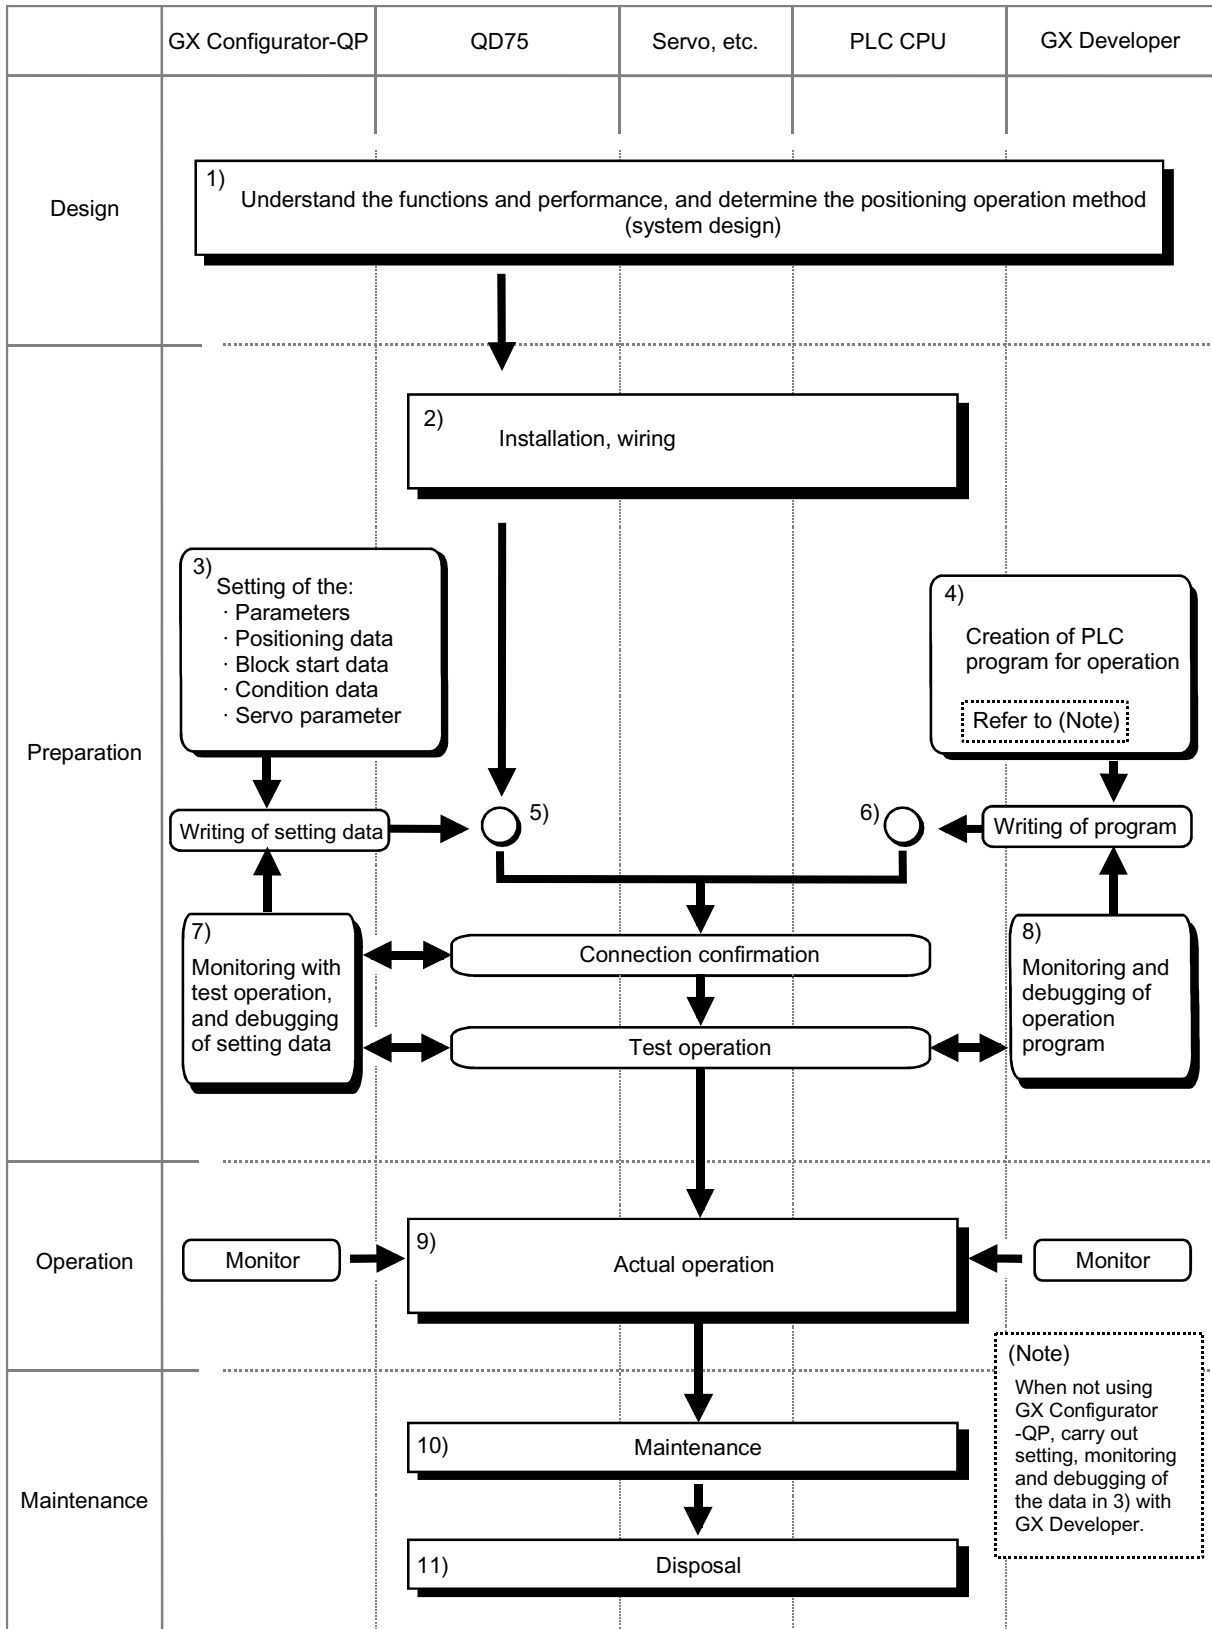 GX Configurator-QP
QD75
Servo, etc.
PLC CPU
GX Developer
Design
1)
Understand the functions and performance, and determine the positioning operation method
(system design)
Preparation
2)
Installation, wiring
3)
Setting of the:
· Parameters
· Positioning data
· Block start data
· Condition data
· Servo parameter
4)
Creation of PLC
program for operation
Refer to (Note)
Writing of setting data
5)
6)
Writing of program
7)
Monitoring with
test operation,
and debugging
of setting data
Connection confirmation
Test operation
8)
Monitoring and
debugging of
operation
program
Operation
Monitor
9)
Actual operation
Monitor
Maintenance
10)
Maintenance
11)
Disposal
(Note)
When not using
GX Configurator
-QP, carry out
setting, monitoring
and debugging of
the data in 3) with
GX Developer.